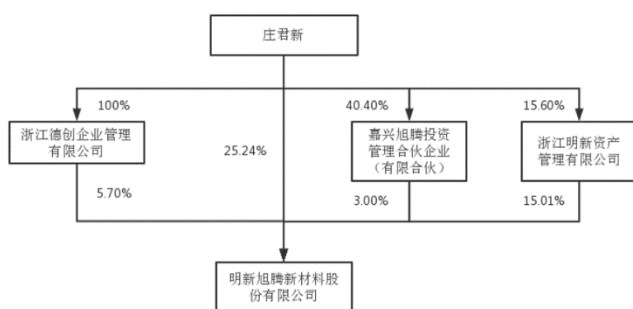 庄君新
100%
40.40%
15.60%
浙江德创企业管理
有限公司
25.24%
嘉兴旭腾投资
管理合伙企业
（有限合伙）
浙江明新资产
管理有限公司
5.70%
3.00%
15.01%
明新旭腾新材料股
份有限公司